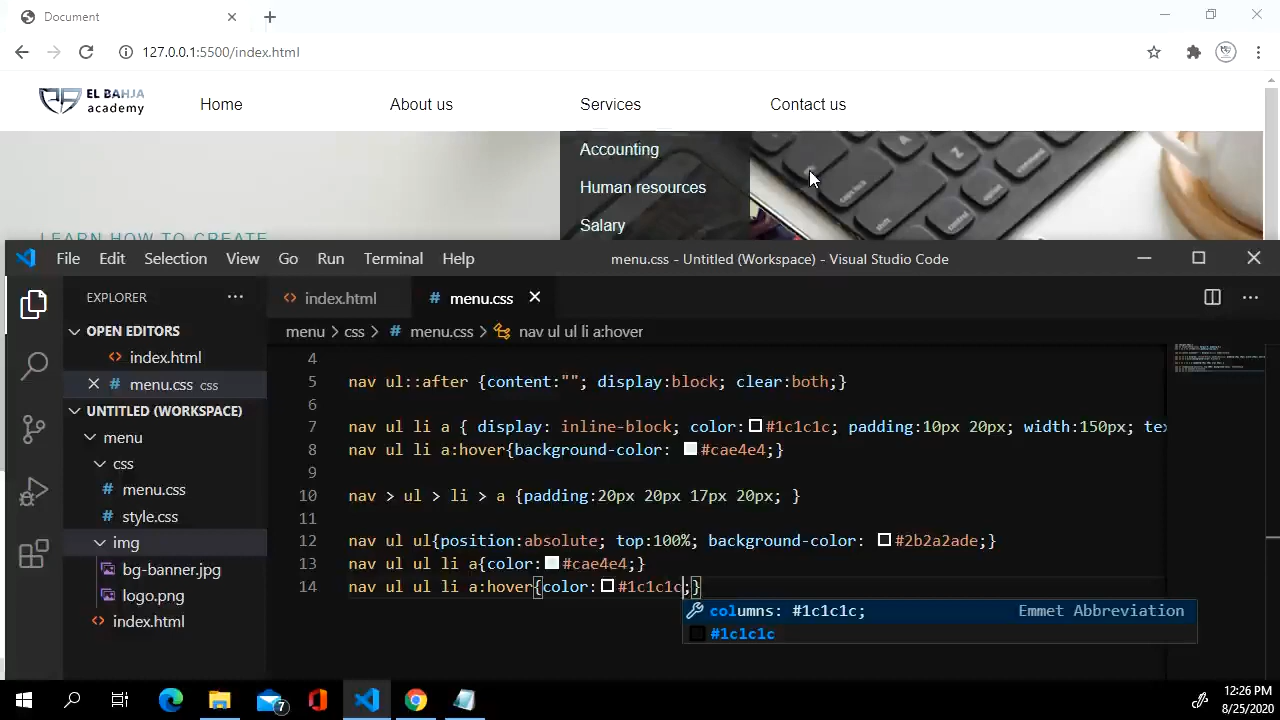 Document
127.0.0.1:5500/index.html
EL BAHJA
academy
Home
About us
Services
Contact us
Accounting
Human resources
Salary
LEARN HOW TO CREATE
File Edit Selection View Go Run Terminal Help
menu.css - Untitled (Workspace) - Visual Studio Code
EXPLORER
index.html
menu.css
OPEN EDITORS
index.html
menu.css css
UNTITLED (WORKSPACE)
menu
css
menu.css
style.css
img
bg-banner.jpg
logo.png
index.html
menu > css > # menu.css > nav ul ul li a:hover
4
5 nav ul::after {content:""; display:block; clear:both;}
6
7 nav ul li a { display: inline-block; color: #1c1c1c; padding:10px 20px; width:150px; tex
8 nav ul li a:hover{background-color: #cae4e4;}
9
10 nav > ul > li > a {padding:20px 20px 17px 20px; }
11
12 nav ul ul{position:absolute; top:100%; background-color: #2b2a2ade;}
13 nav ul ul li a{color: #cae4e4;}
14 nav ul ul li a:hover{color: #1c1c1c;}
columns: #1c1c1c; Emmet Abbreviation
#1c1c1c
7
12:26 PM
8/25/2020